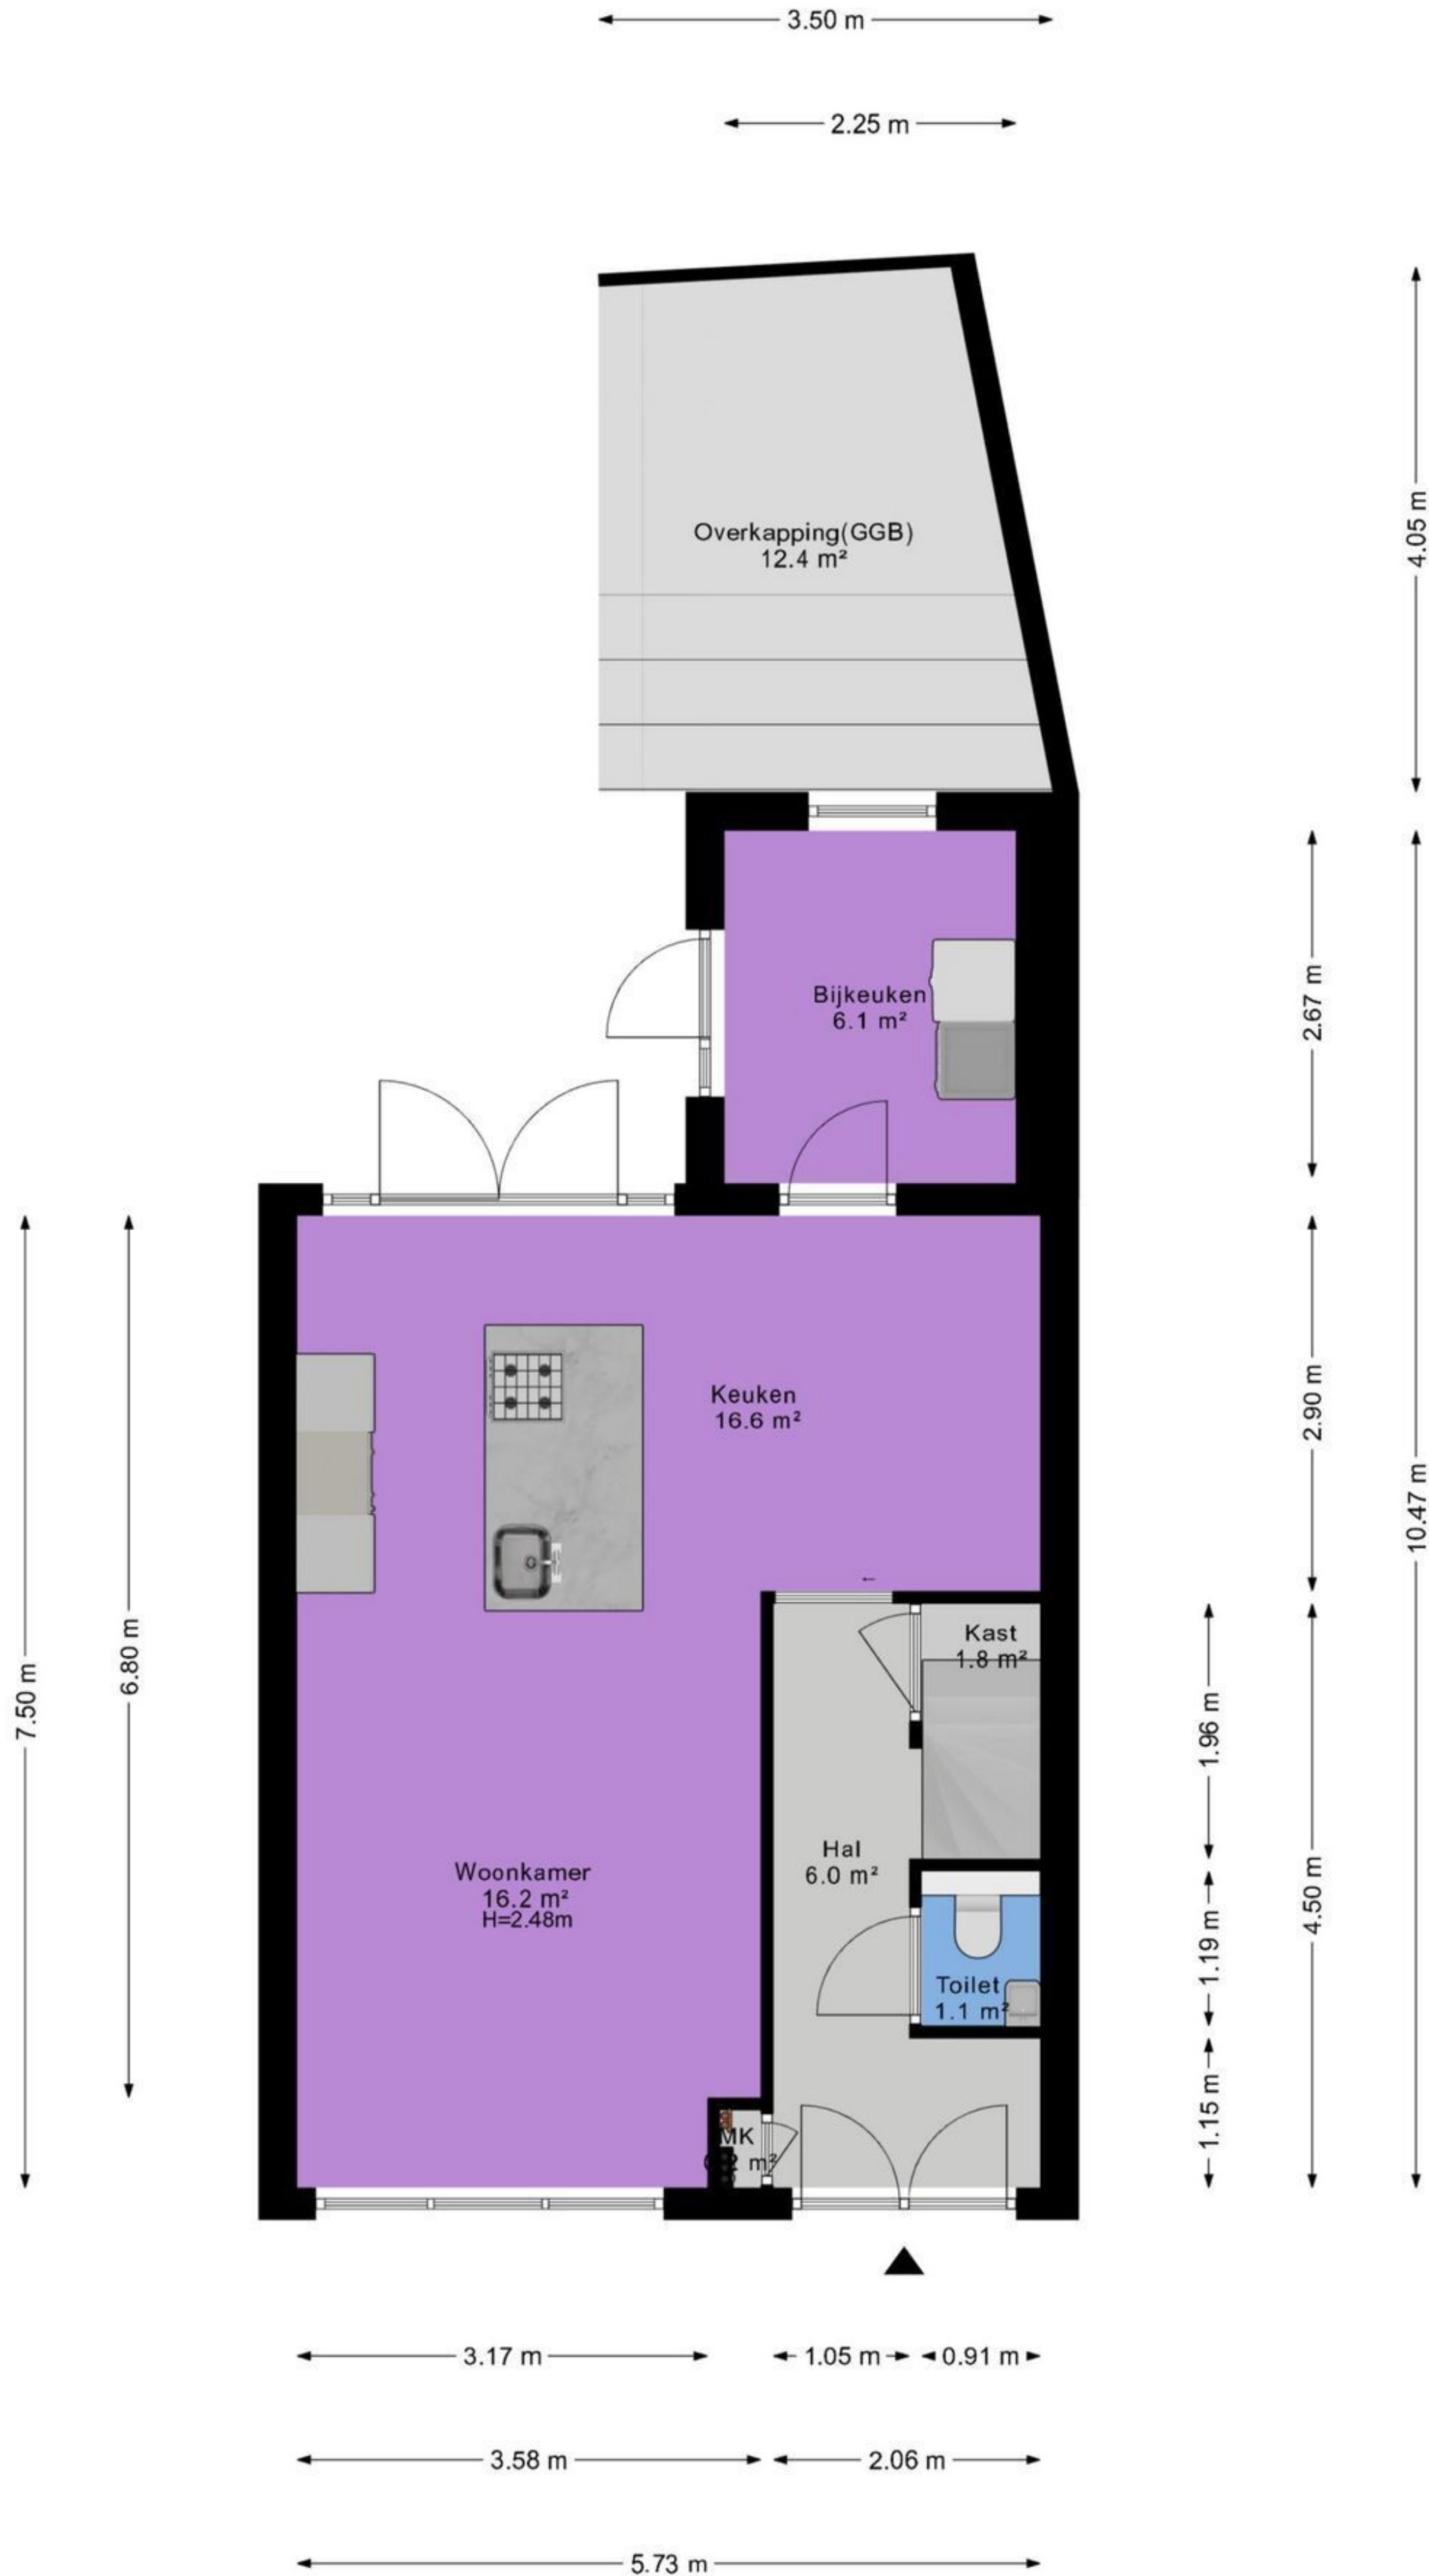 3.50 m
2.25 m
Overkapping(GGB)
12.4 m²
4.05 m
Bijkeuken
6.1 m²
2.67 m
Keuken
16.6 m²
2.90 m
10.47 m
7.50 m
6.80 m
Kast
1.8 m²
1.96 m
Hal
6.0 m²
Woonkamer
16.2 m²
H=2.48m
4.50 m
1.19 m
Toilet
1.1 m²
1.15 m
MK
m²
3.17 m
1.05 m
0.91 m
3.58 m
2.06 m
5.73 m